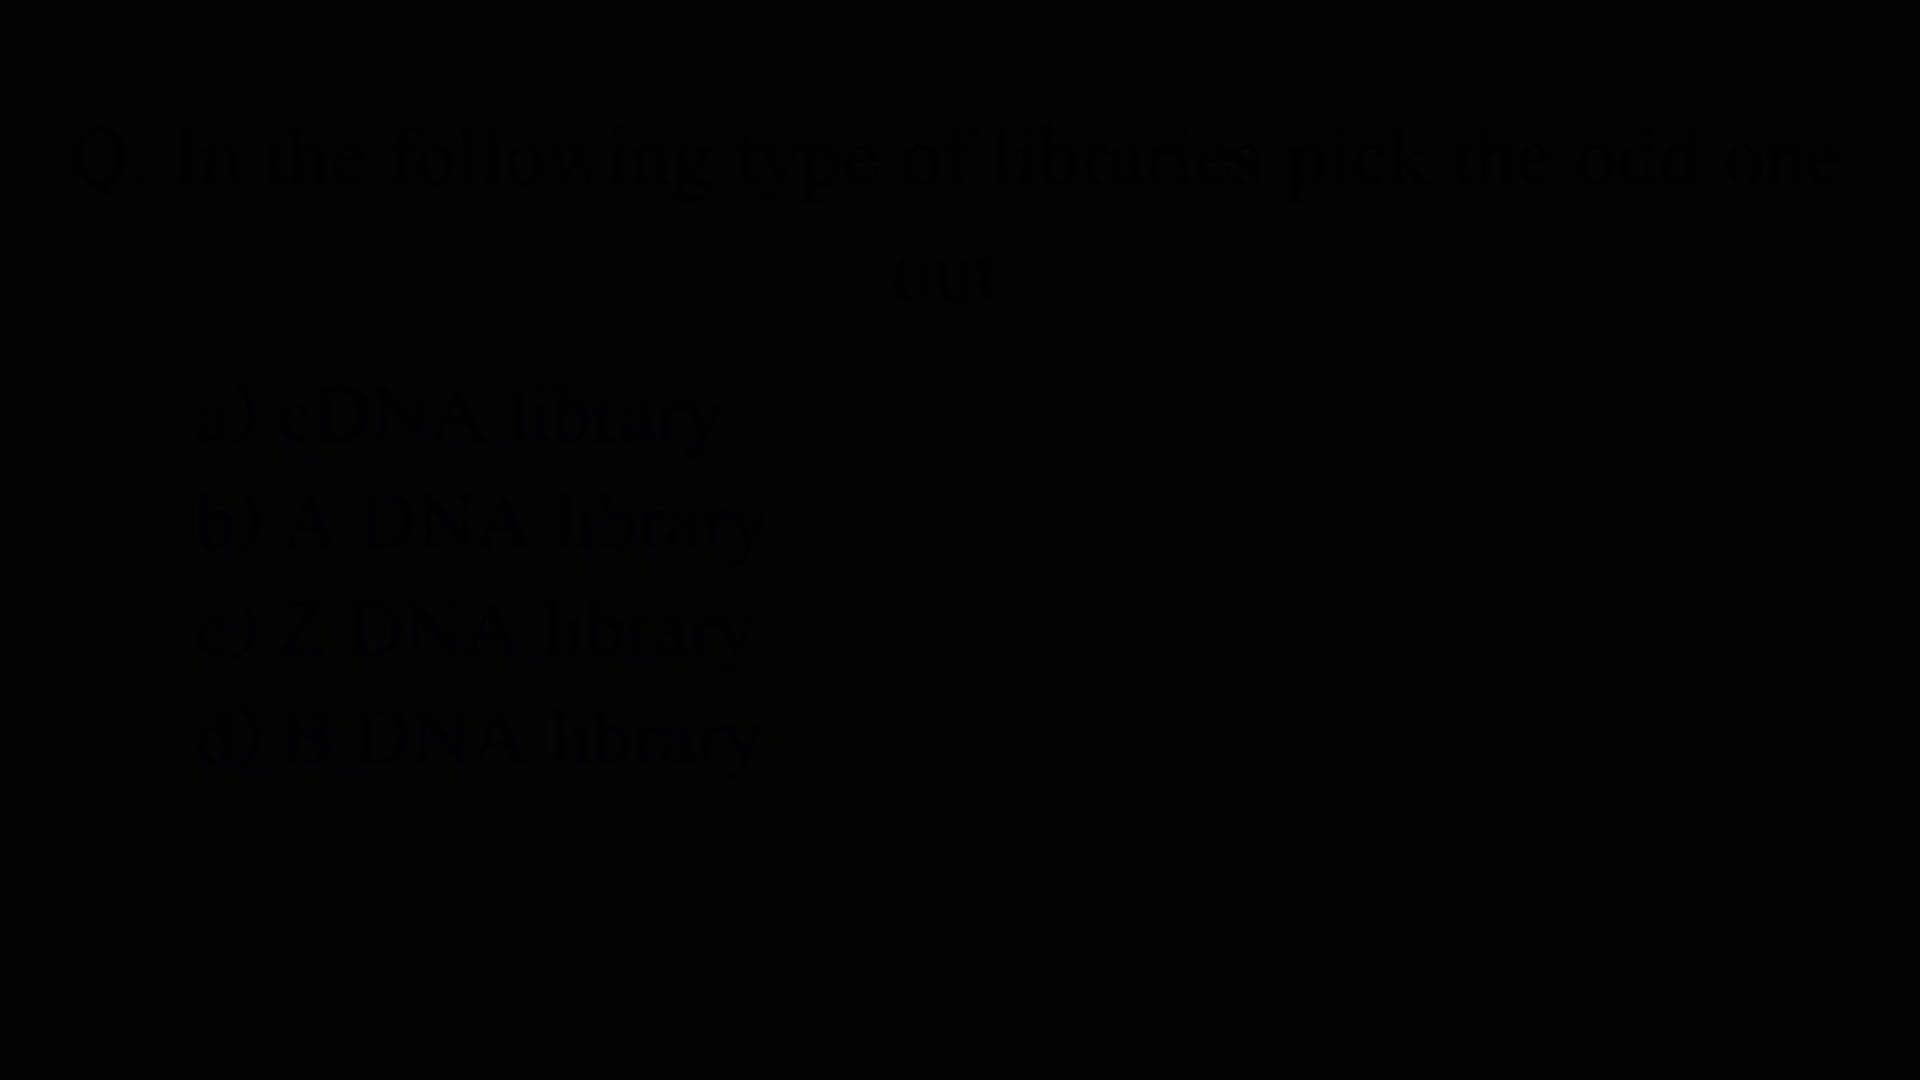 Q. In the following type of libraries pick the odd one
out.
a) cDNA library
b) A DNA library
c) Z DNA library
d) B DNA library